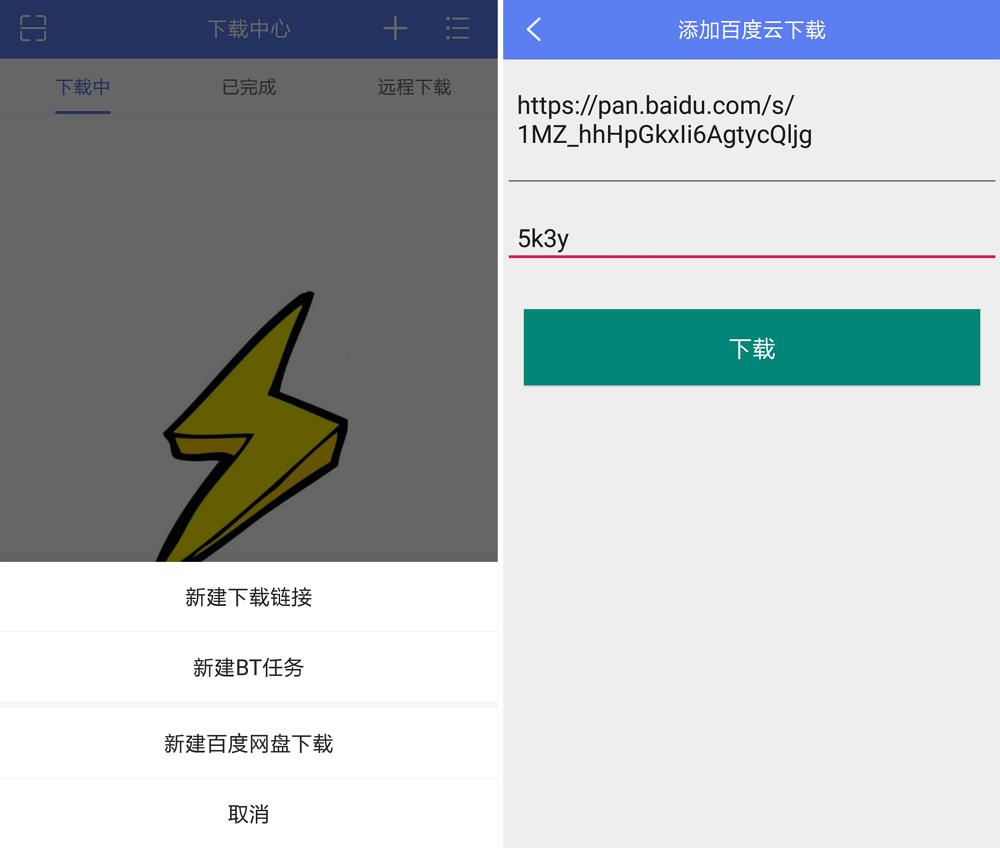 下载中心
下载中
已完成
远程下载
新建下载链接
新建BT任务
新建百度网盘下载
取消
添加百度云下载
https://pan.baidu.com/s/
1MZ_hhHpGkxIi6AgtycQljg
5k3y
下载